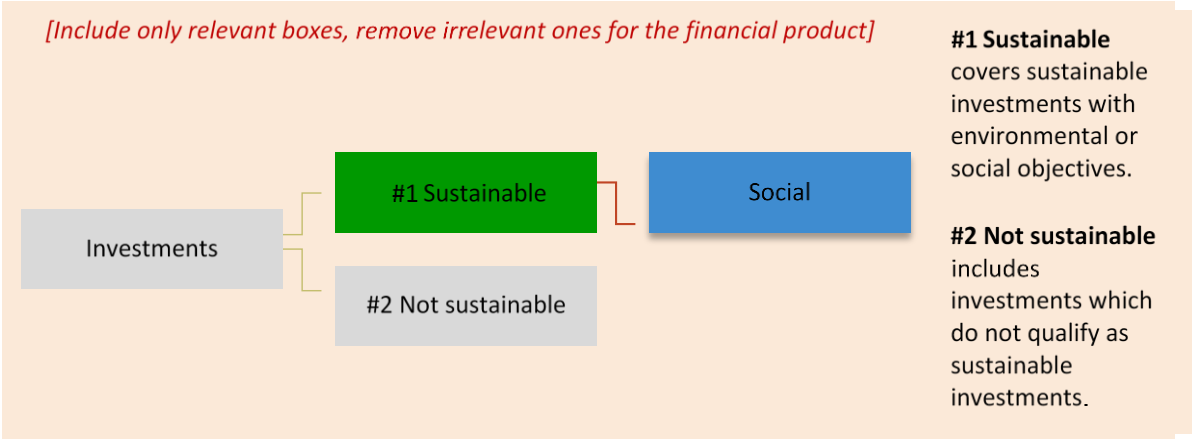 [Include only relevant boxes, remove irrelevant ones for the financial product]
#1 Sustainable
Social
Investments
#2 Not sustainable
#1 Sustainable
covers sustainable
investments with
environmental or
social objectives.
#2 Not sustainable
includes
investments which
do not qualify as
sustainable
investments.